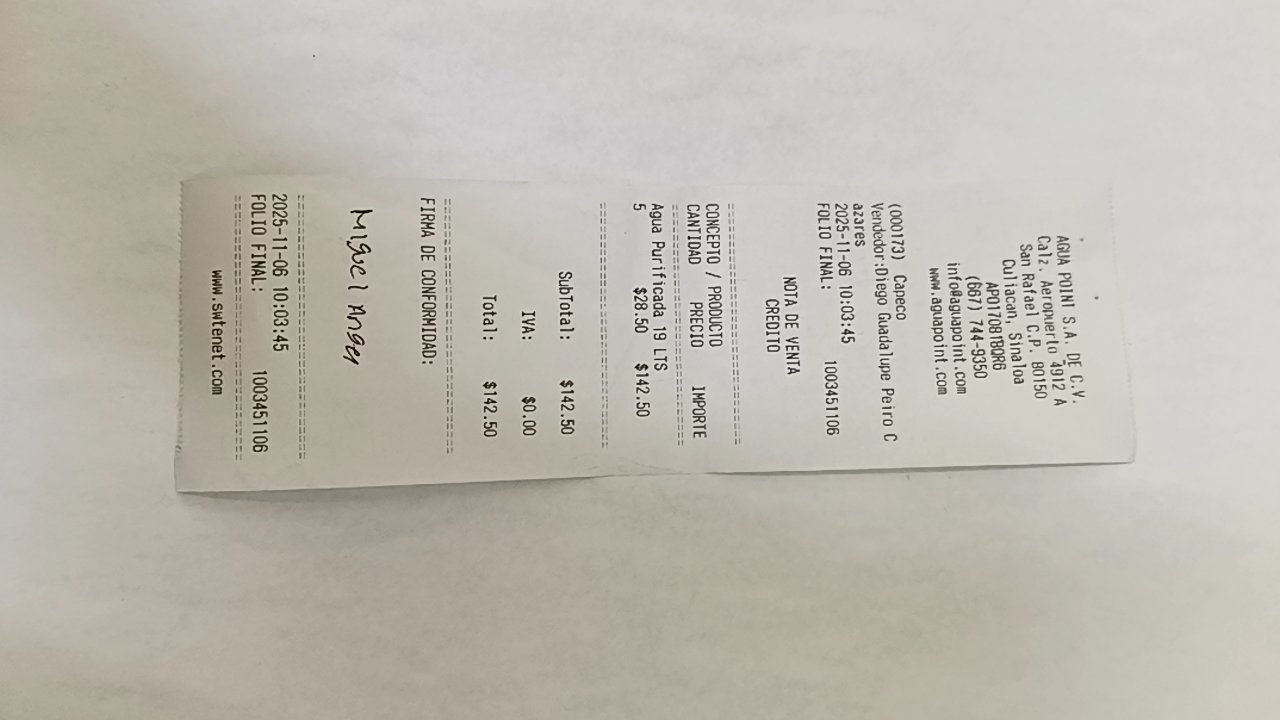 AGUA POINT S.A. DE C.V.
Calz. Aeropuerto 4912 A
San Rafael C.P. 80150
Culiacan, Sinaloa
APO170818QR6
(667) 744-9350
info@aguapoint.com
www.aguapoint.com
(000173) Capeco
Vendedor:Diego Guadalupe Peiro C
azares
2025-11-06 10:03:45
FOLIO FINAL: 1003451106
NOTA DE VENTA
CREDITO
================================
CONCEPTO / PRODUCTO
CANTIDAD PRECIO IMPORTE
================================
Agua Purificada 19 LTS
5 $28.50 $142.50
================================
SubTotal: $142.50
IVA: $0.00
Total: $142.50
================================
FIRMA DE CONFORMIDAD:
Miguel Angel
================================
2025-11-06 10:03:45
FOLIO FINAL: 1003451106
================================
www.swtenet.com